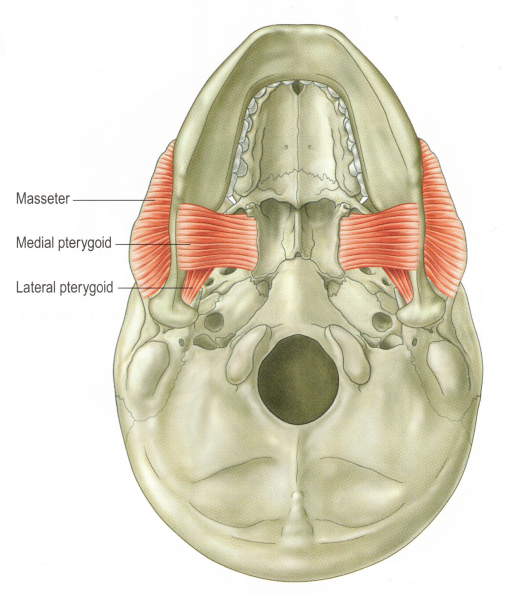 Masseter
Medial pterygoid
Lateral pterygoid